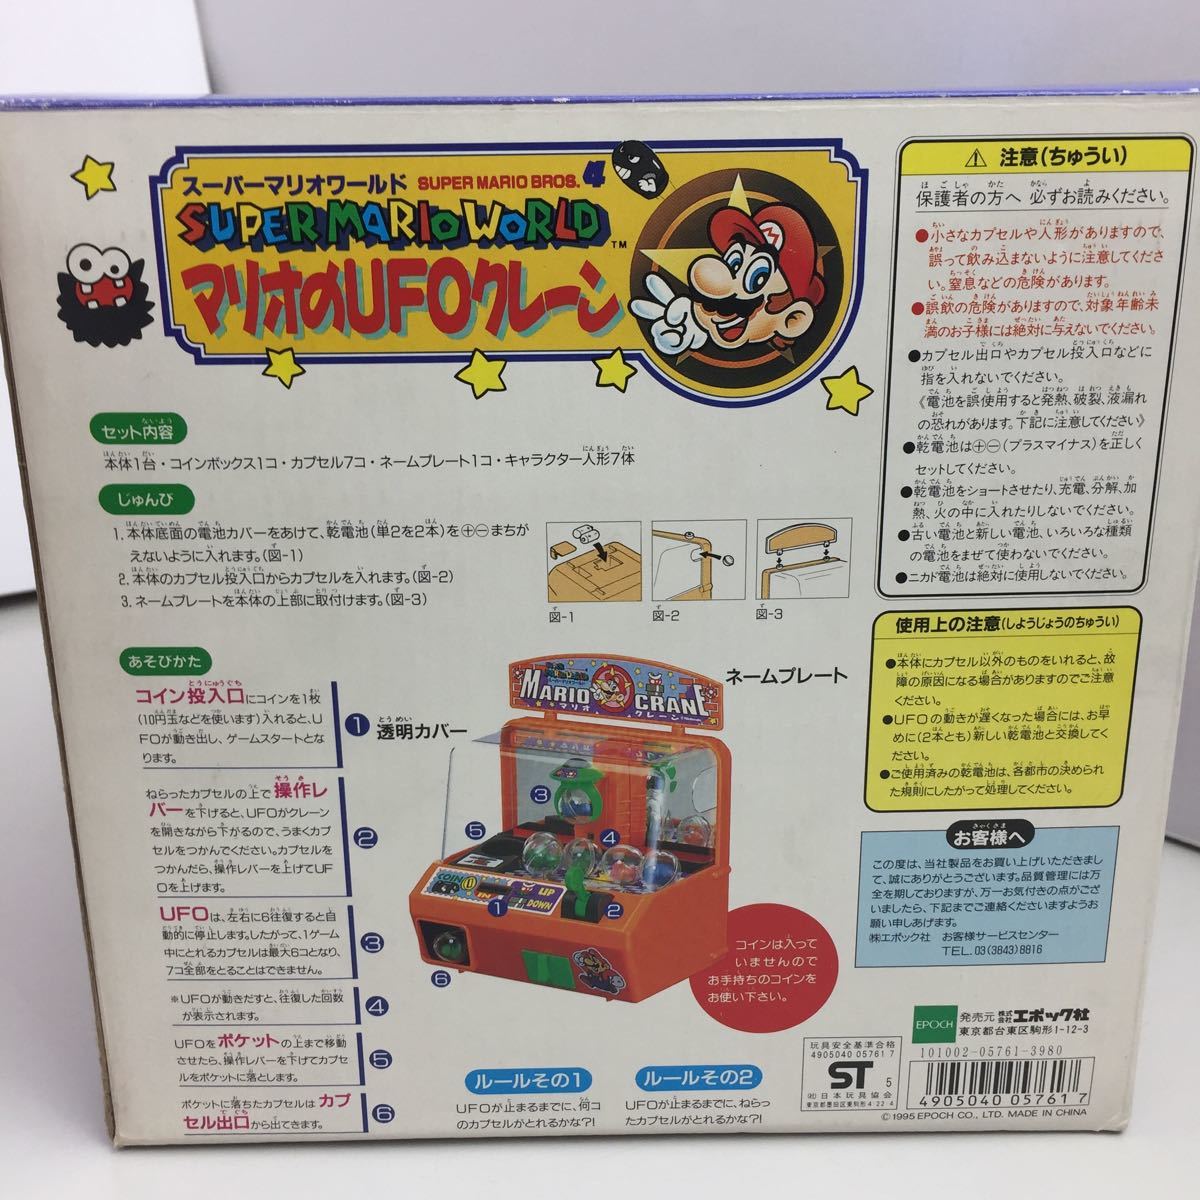 スーパーマリオワールド SUPER MARIO BROS. 4
SUPER MARIO WORLD™
マリオのUFOクレーン
セット内容
本体1台・コインボックス1コ・カプセル7コ・ネームプレート1コ・キャラクター人形7体
じゅんび
1. 本体底面の電池カバーをあけて、乾電池(単2を2本)を⊕⊖まちが
えないように入れます。(図-1)
2. 本体のカプセル投入口からカプセルを入れます。(図-2)
3. ネームプレートを本体の上部に取付けます。(図-3)
図-1
図-2
図-3
あそびかた
コイン投入口にコインを1枚
(10円玉などを使います)入れると、U
FOが動き出し、ゲームスタートとな
ります。
①
ねらったカプセルの上で操作レ
バーを下げると、UFOがクレーン
を開きながら下がるので、うまくカプ
セルをつかんでください。カプセルを
つかんだら、操作レバーを上げてUF
Oを上げます。
②
UFOは、左右に6往復すると自
動的に停止します。したがって、1ゲーム
中にとれるカプセルは最大6コとなり、
7コ全部をとることはできません。
③
※UFOが動きだすと、往復した回数
が表示されます。
④
UFOをポケットの上まで移動
させたら、操作レバーを下げてカプセ
ルをポケットに落とします。
⑤
ポケットに落ちたカプセルは カプ
セル出口から出てきます。
⑥
透明カバー
ネームプレート
SUPER MARIO WORLD
スーパーマリオワールド
MARIO CRANE
マリオ クレーン
③
⑤
④
COIN
IN
UP
DOWN
①
②
⑥
コインは入って
いませんので
お手持ちのコインを
お使い下さい。
ルールその1
UFOが止まるまでに、何コ
のカプセルがとれるかな?!
ルールその2
UFOが止まるまでに、ねらっ
たカプセルがとれるかな?!
⚠ 注意(ちゅうい)
保護者の方へ 必ずお読みください。
●小さなカプセルや人形がありますので、
誤って飲み込まないように注意してくださ
い。窒息などの危険があります。
●誤飲の危険がありますので、対象年齢未
満のお子様には絶対に与えないでください。
●カプセル出口やカプセル投入口などに
指を入れないでください。
《電池を誤使用すると発熱、破裂、液漏れ
の恐れがあります。下記に注意してください》
●乾電池は⊕⊖(プラスマイナス)を正しく
セットしてください。
●乾電池をショートさせたり、充電、分解、加
熱、火の中に入れたりしないでください。
●古い電池と新しい電池、いろいろな種類
の電池をまぜて使わないでください。
●ニカド電池は絶対に使用しないでください。
使用上の注意(しようじょうのちゅうい)
●本体にカプセル以外のものをいれると、故
障の原因になる場合がありますのでご注意
ください。
●UFOの動きが遅くなった場合には、お早
めに(2本とも)新しい乾電池と交換してく
ださい。
●ご使用済みの乾電池は、各都市の決められ
た規則にしたがって処理してください。
お客様へ
この度は、当社製品をお買い上げいただきまし
て、誠にありがとうございます。品質管理には万
全を期しておりますが、万一お気付きの点がござ
いましたら、下記までご連絡くださいますようお
願い申しあげます。
㈱エポック社 お客様サービスセンター
TEL.03(3843)8816
EPOCH 発売元 株式会社 エポック社
東京都台東区駒形1-12-3
玩具安全基準合格
4905040 05761 7
ST 5
㈳日本玩具協会
東京都墨田区東駒形4-22-4
101002-05761-3980
4 905040 057617
©1995 EPOCH CO., LTD. MADE IN CHINA